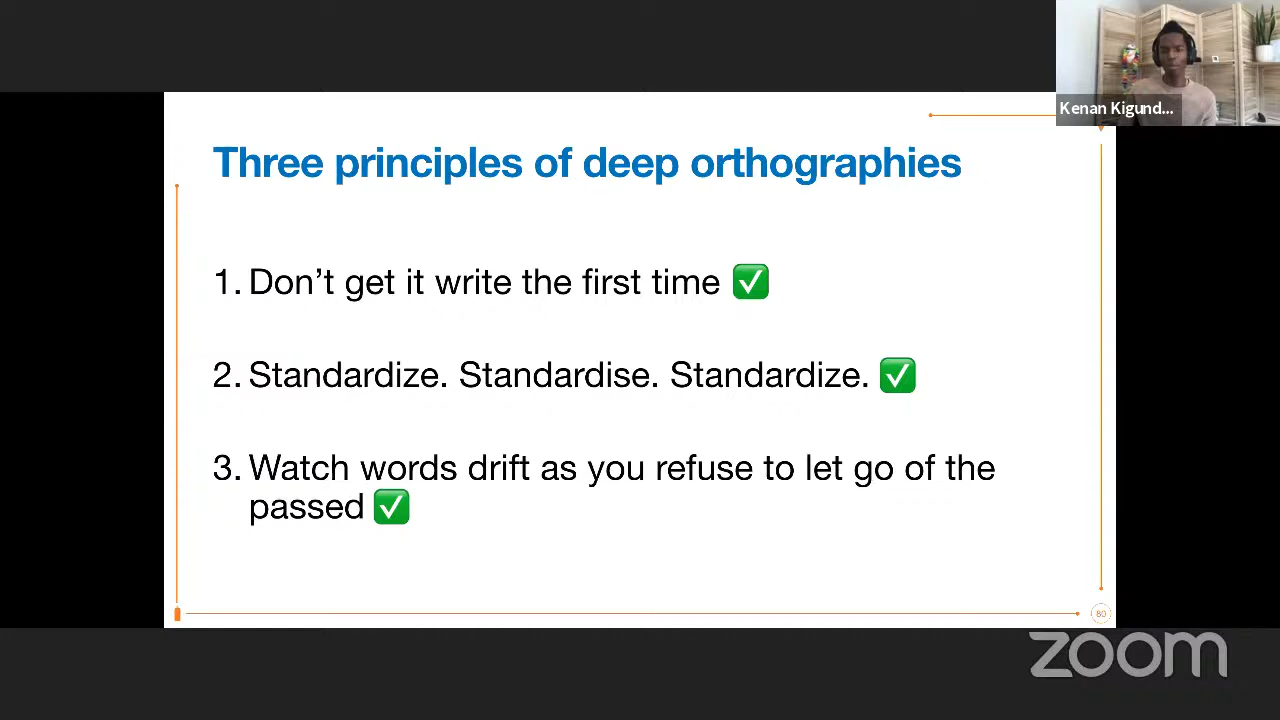 Kenan Kigund...
Three principles of deep orthographies
1. Don’t get it write the first time ✅
2. Standardize. Standardise. Standardize. ✅
3. Watch words drift as you refuse to let go of the
passed ✅
80
zoom